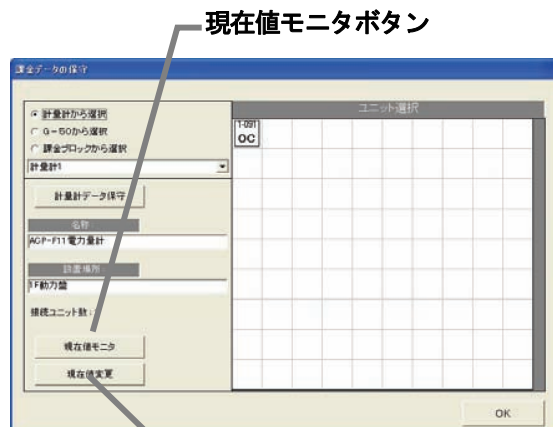 現在値モニタボタン
課金データの保守
計量計から選択
G-50から選択
課金ブロックから選択
計量計1
計量計データ保守
名称
ACP-F11電力量計
設置場所
1F動力盤
接続ユニット数:
現在値モニタ
現在値変更
ユニット選択
1-091
OC
OK